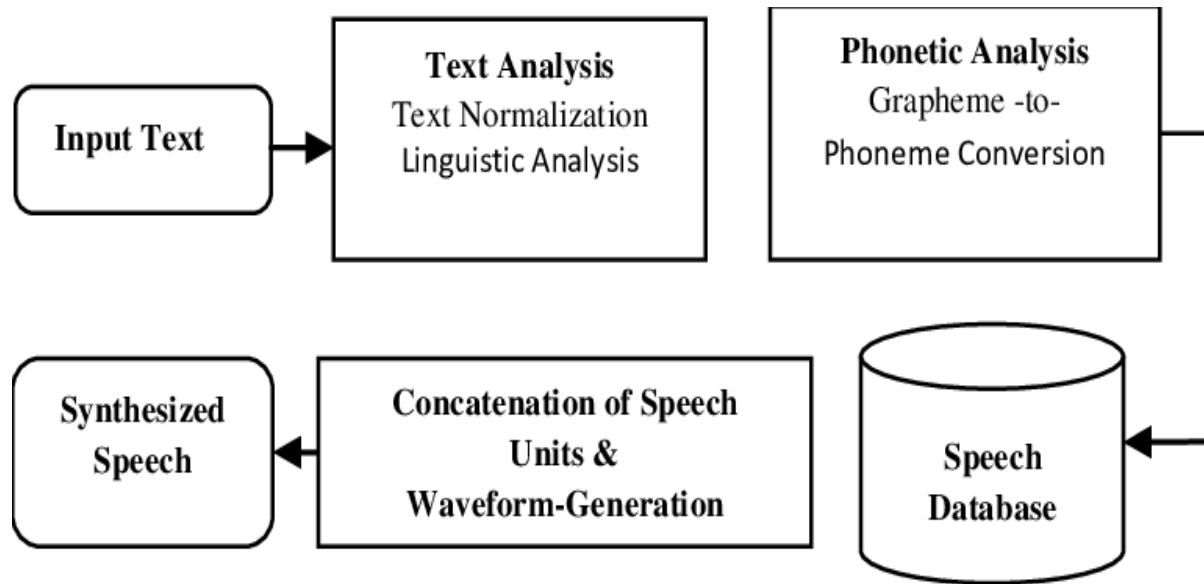 Input Text
Text Analysis
Text Normalization
Linguistic Analysis
Phonetic Analysis
Grapheme -to-
Phoneme Conversion
Synthesized
Speech
Concatenation of Speech
Units &
Waveform-Generation
Speech
Database